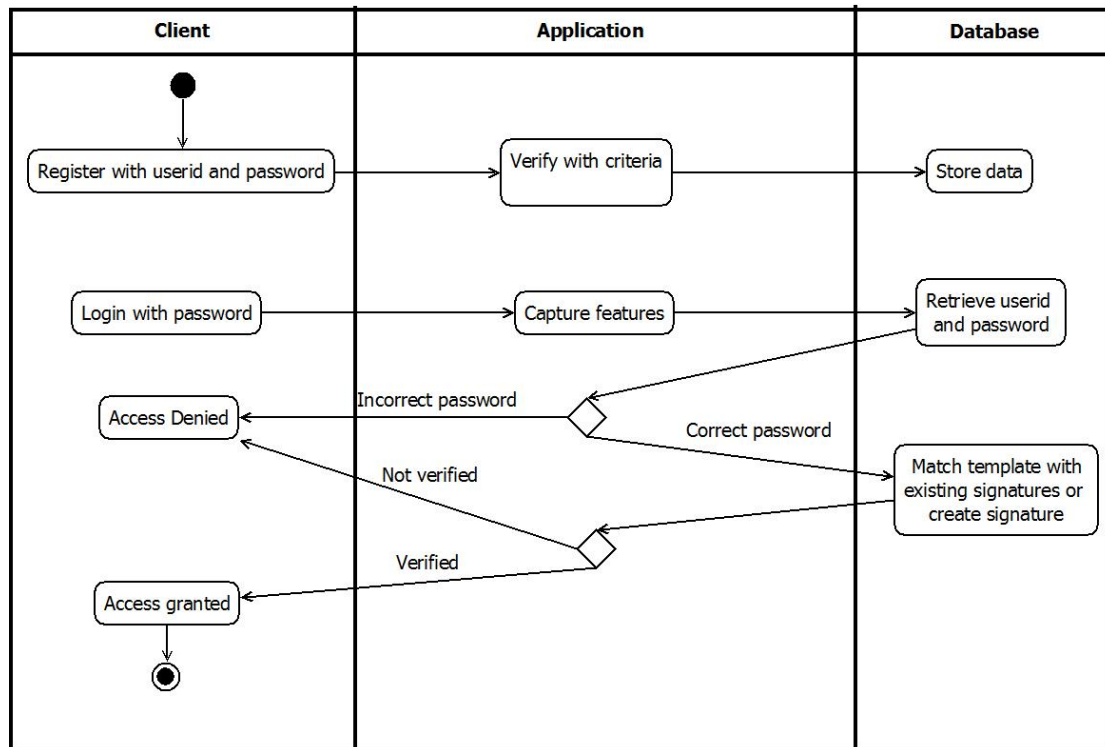 Client
Application
Database
Register with userid and password
Verify with criteria
Store data
Login with password
Capture features
Retrieve userid
and password
Incorrect password
Access Denied
Correct password
Not verified
Match template with
existing signatures or
create signature
Verified
Access granted